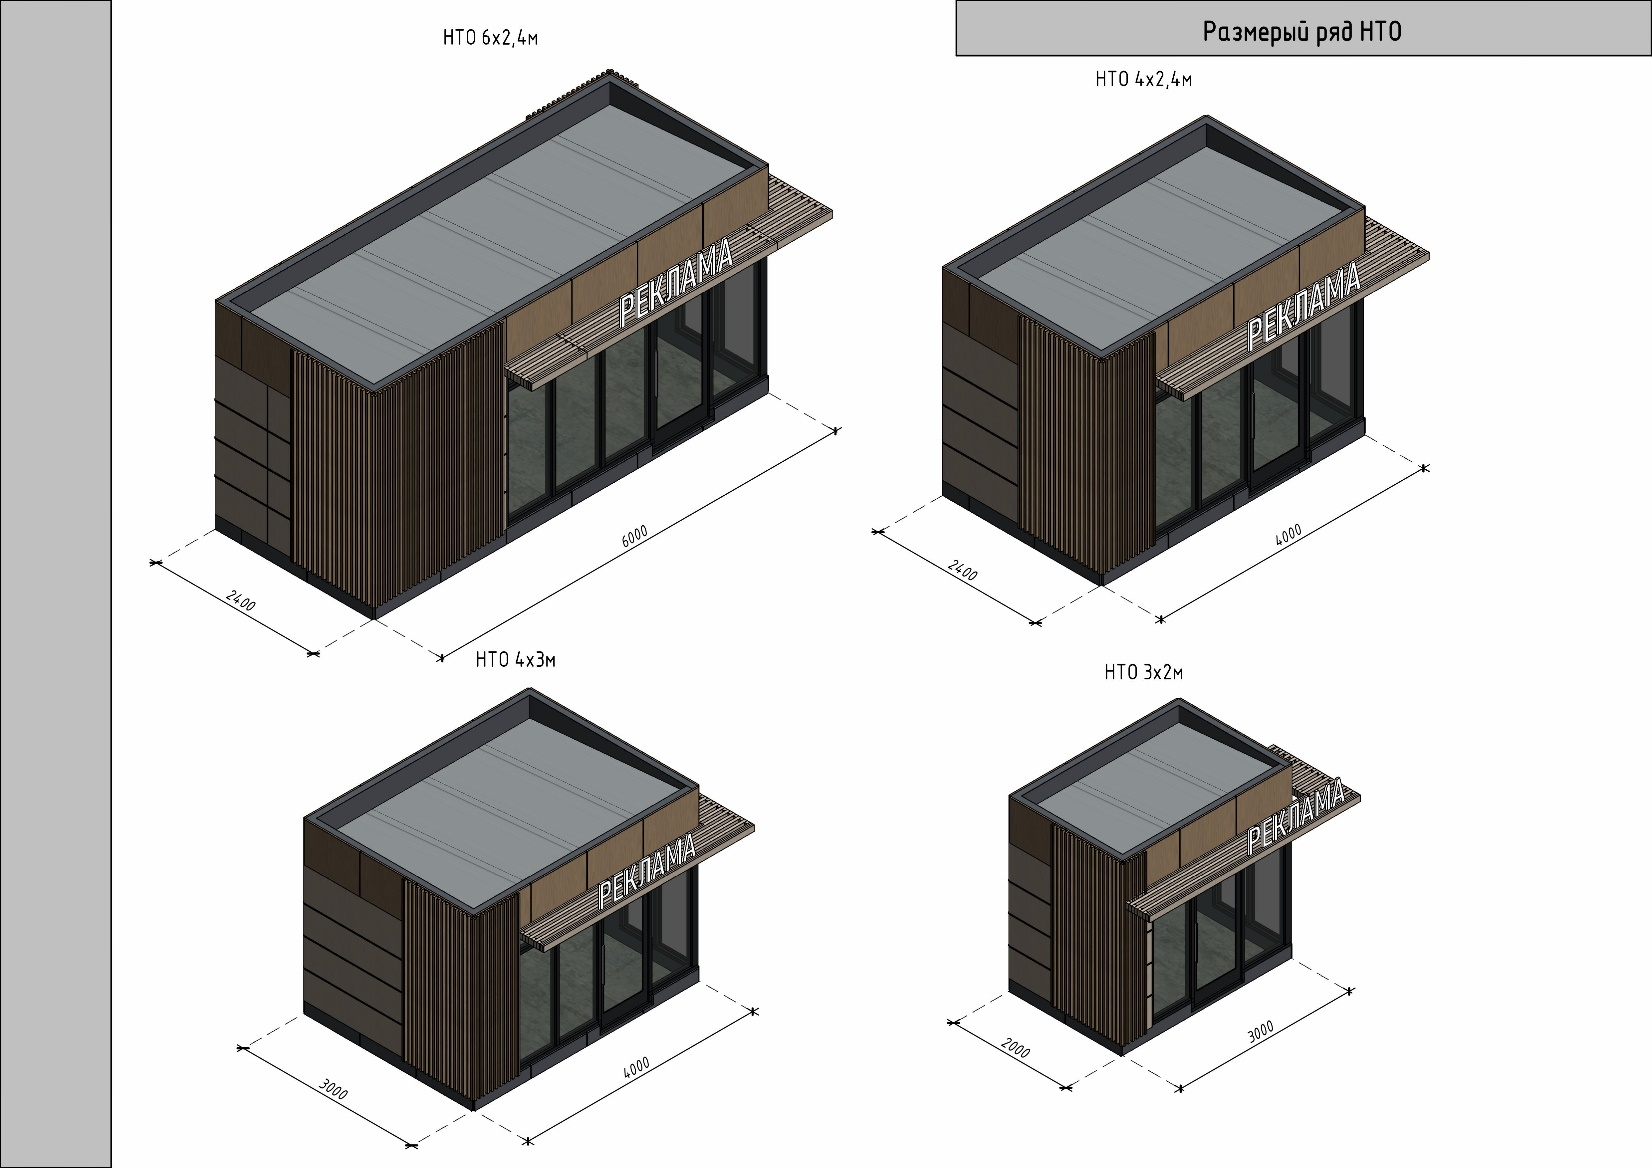 Размерый ряд НТО
НТО 6х2,4м
РЕКЛАМА
2400
6000
НТО 4х2,4м
РЕКЛАМА
2400
4000
НТО 4х3м
РЕКЛАМА
3000
4000
НТО 3х2м
РЕКЛАМА
2000
3000